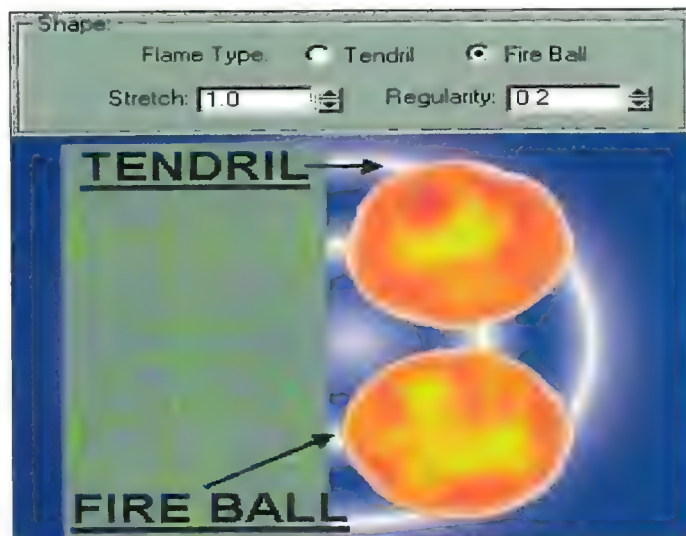 Shape:
Flame Type: Tendril Fire Ball
Stretch: 1.0 Regularity: 0.2
TENDRIL
FIRE BALL